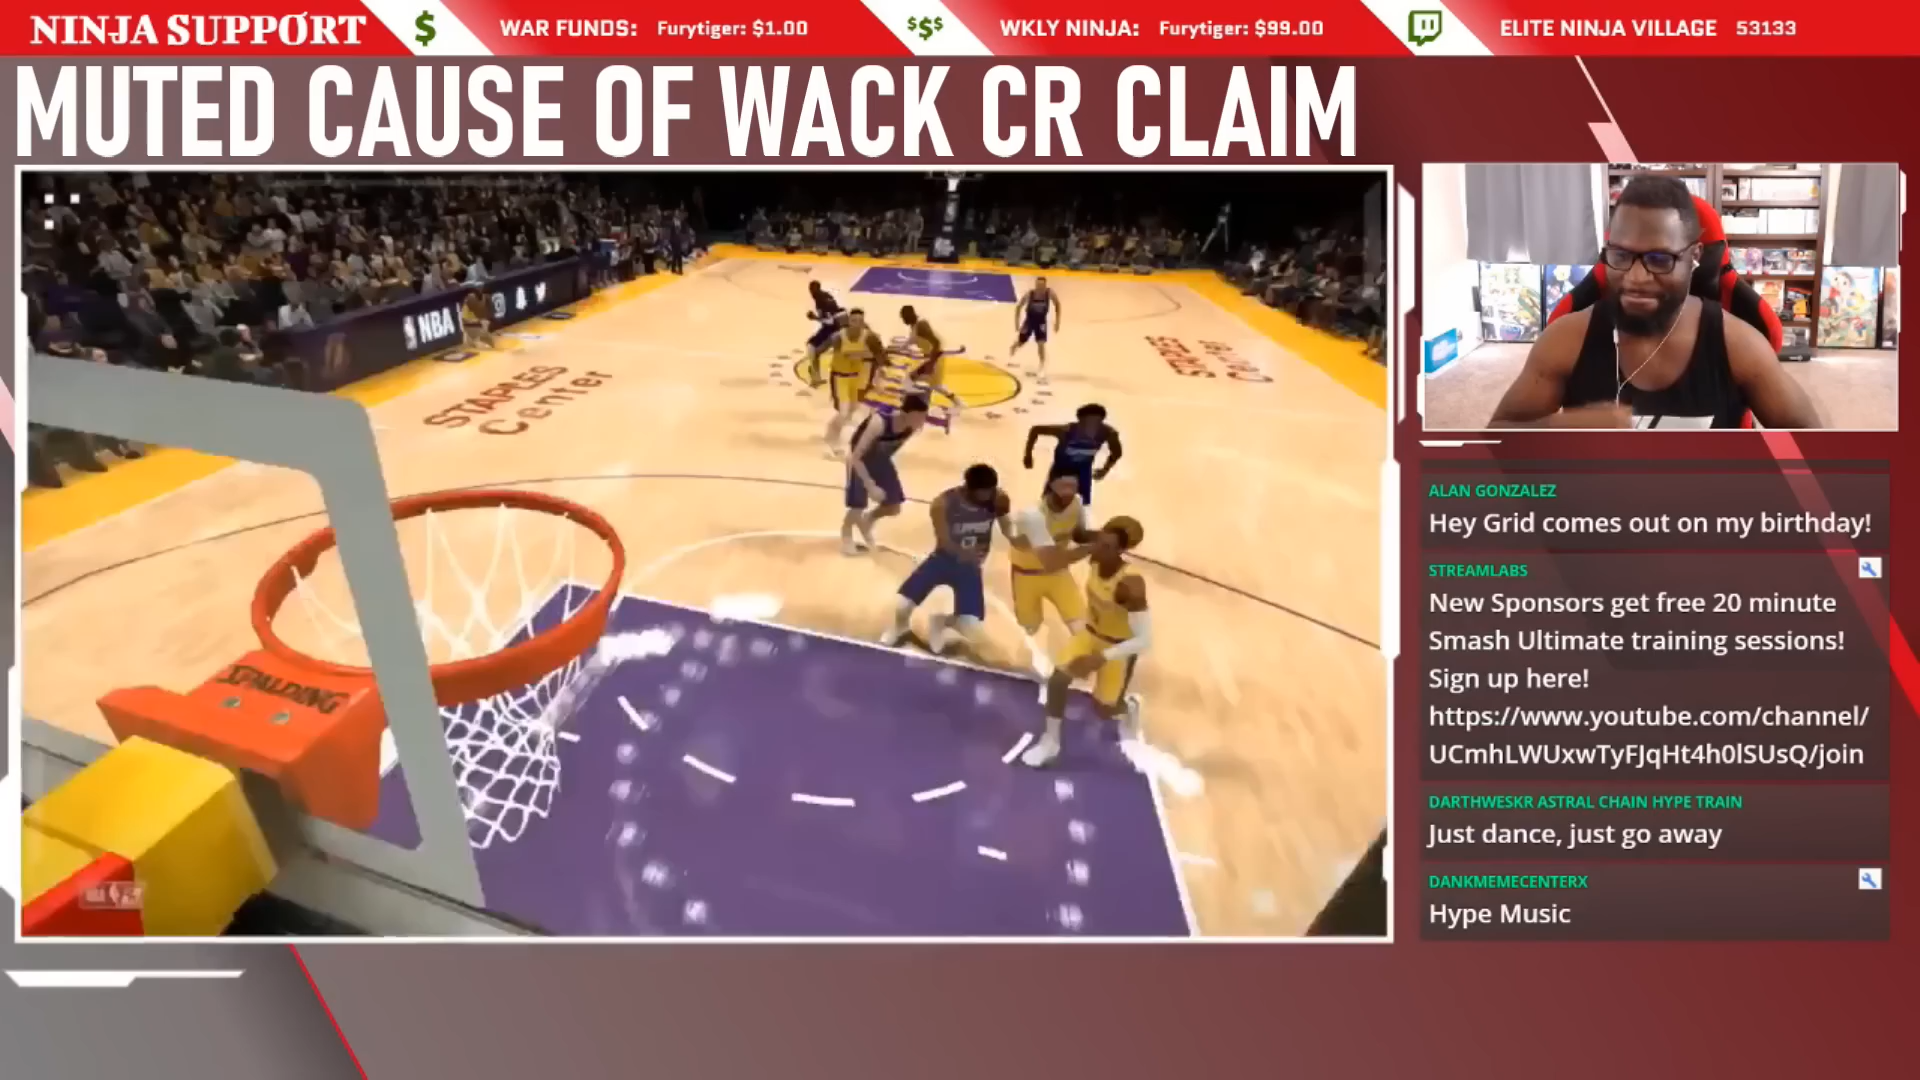 NINJA SUPPORT
$
WAR FUNDS: Furytiger: $1.00
$$$
WKLY NINJA: Furytiger: $99.00
ELITE NINJA VILLAGE 53133
MUTED CAUSE OF WACK CR CLAIM
NBA
STAPLES
Center
STAPLES
Center
SPALDING
ALAN GONZALEZ
Hey Grid comes out on my birthday!
STREAMLABS
New Sponsors get free 20 minute
Smash Ultimate training sessions!
Sign up here!
https://www.youtube.com/channel/
UCmhLWUxwTyFJqHt4h0lSUsQ/join
DARTHWESKR ASTRAL CHAIN HYPE TRAIN
Just dance, just go away
DANKMEMECENTERX
Hype Music